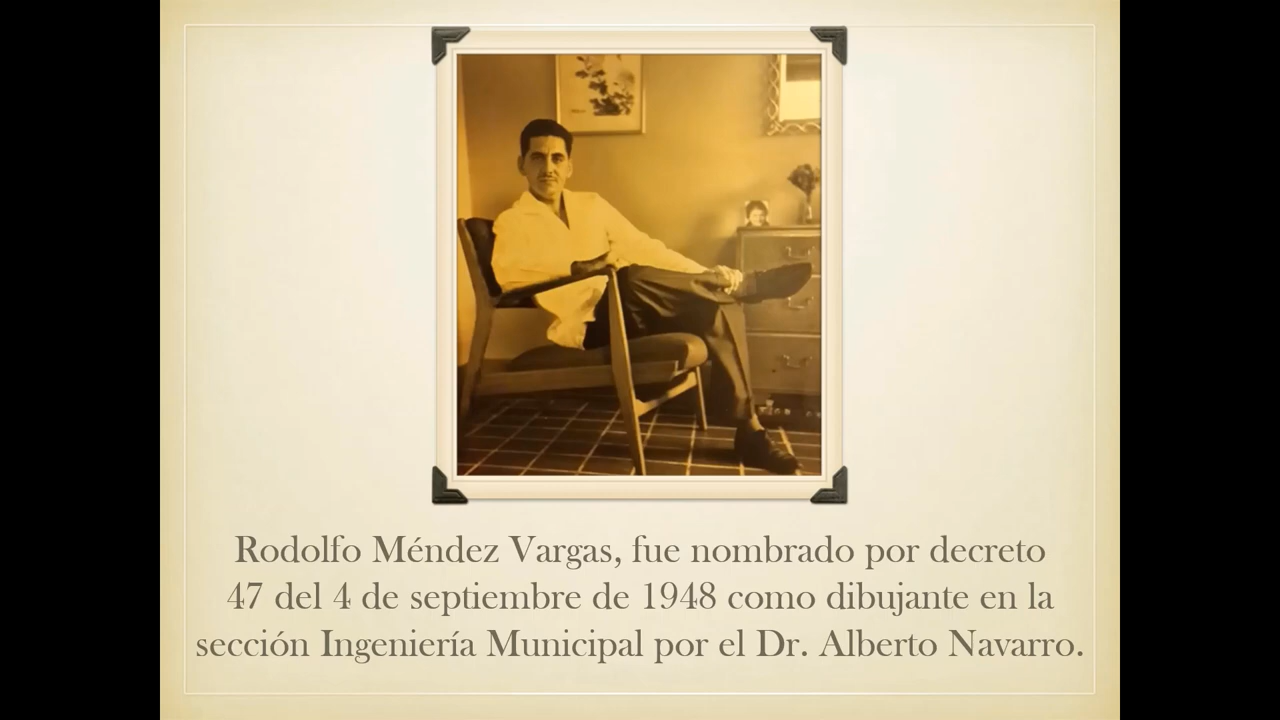 Rodolfo Méndez Vargas, fue nombrado por decreto
47 del 4 de septiembre de 1948 como dibujante en la
sección Ingeniería Municipal por el Dr. Alberto Navarro.